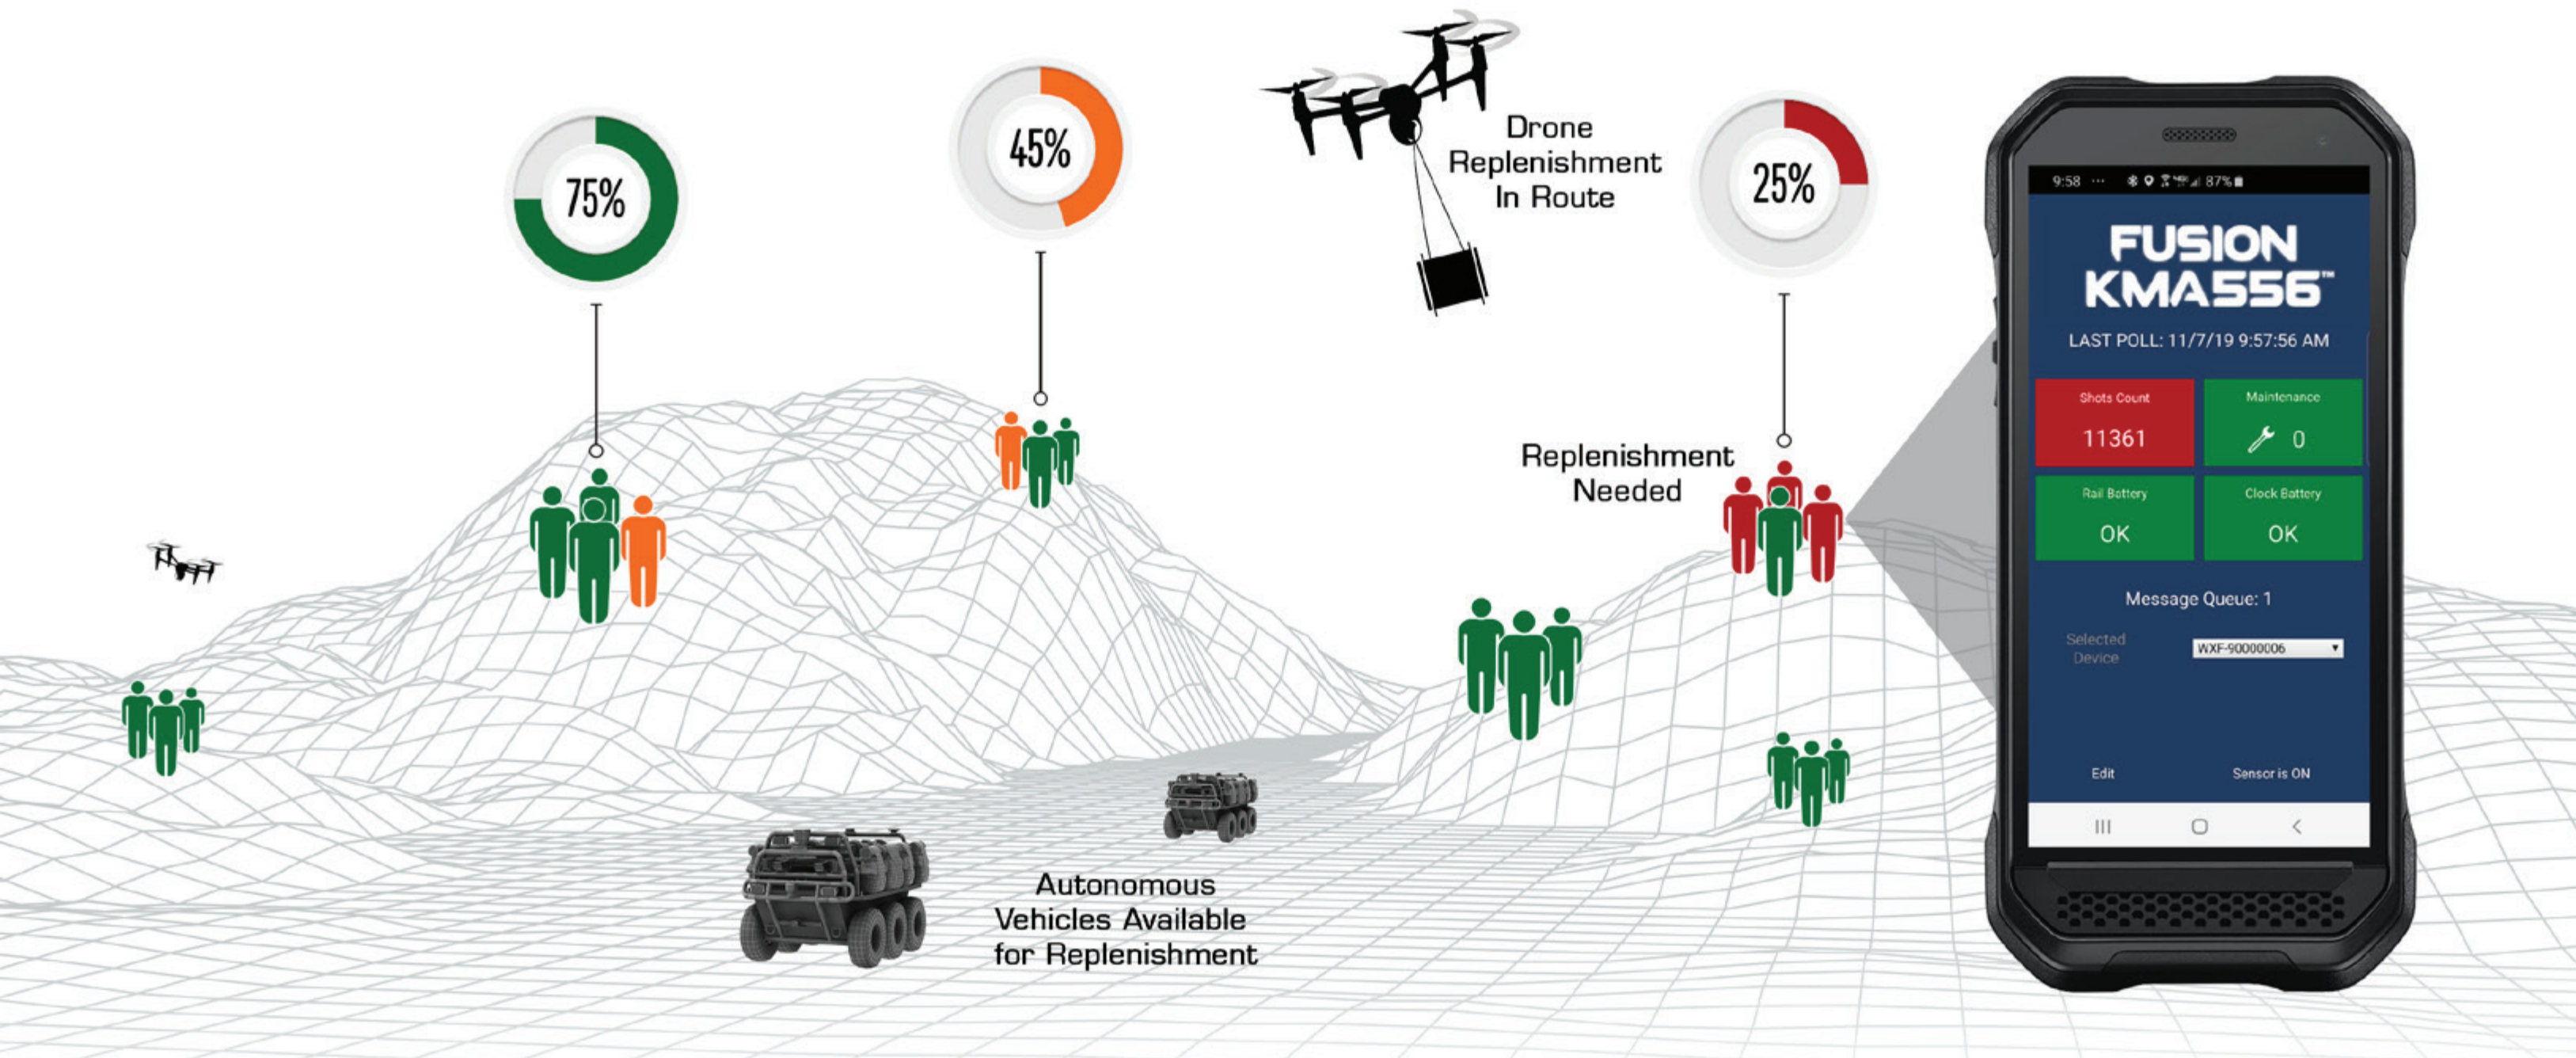 75%
45%
Drone
Replenishment
In Route
25%
Replenishment
Needed
Autonomous
Vehicles Available
for Replenishment
9:58 ··· 87%
FUSION
KMA556™
LAST POLL: 11/7/19 9:57:56 AM
Shots Count
11361
Maintenance
0
Rail Battery
OK
Clock Battery
OK
Message Queue: 1
Selected
Device
WXF-90000006
Edit
Sensor is ON